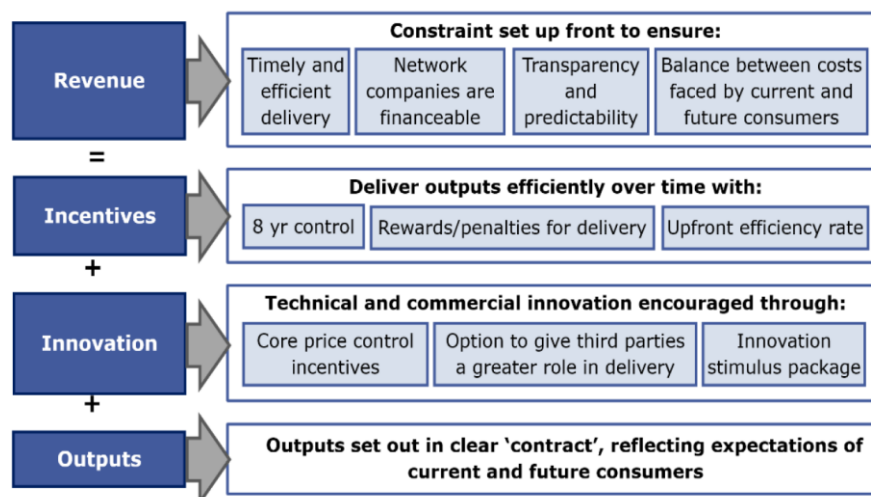 Revenue
Constraint set up front to ensure:
Timely and
efficient
delivery
Network
companies are
financeable
Transparency
and
predictability
Balance between costs
faced by current and
future consumers
=
Incentives
Deliver outputs efficiently over time with:
8 yr control
Rewards/penalties for delivery
Upfront efficiency rate
+
Innovation
Technical and commercial innovation encouraged through:
Core price control
incentives
Option to give third parties
a greater role in delivery
Innovation
stimulus package
+
Outputs
Outputs set out in clear ‘contract’, reflecting expectations of
current and future consumers